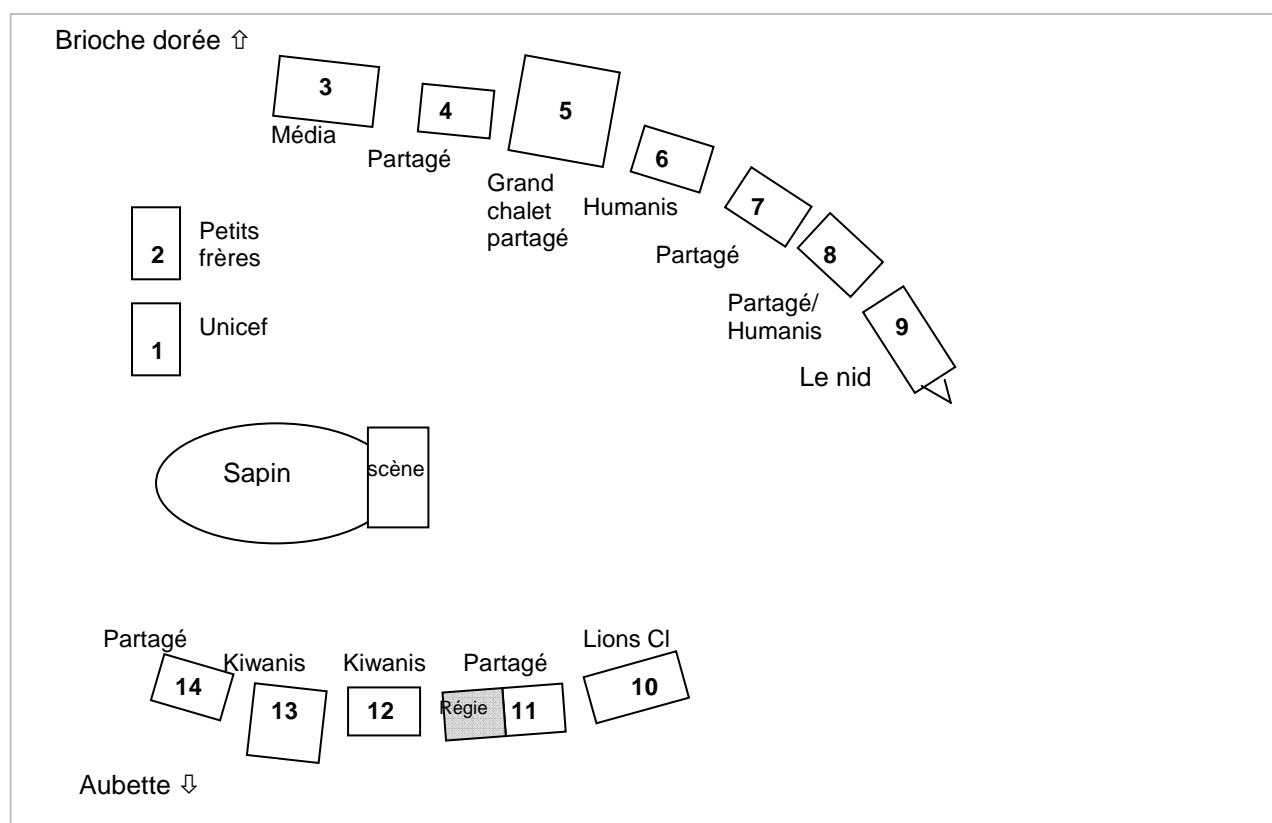 Brioche dorée ⇧
3
Média
4
Partagé
5
Grand
chalet
partagé
6
Humanis
7
Partagé
8
Partagé/
Humanis
9
Le nid
2
Petits
frères
1
Unicef
Sapin
scène
Partagé
14
Kiwanis
13
Kiwanis
12
Partagé
Régie
11
Lions Cl
10
Aubette ⇩